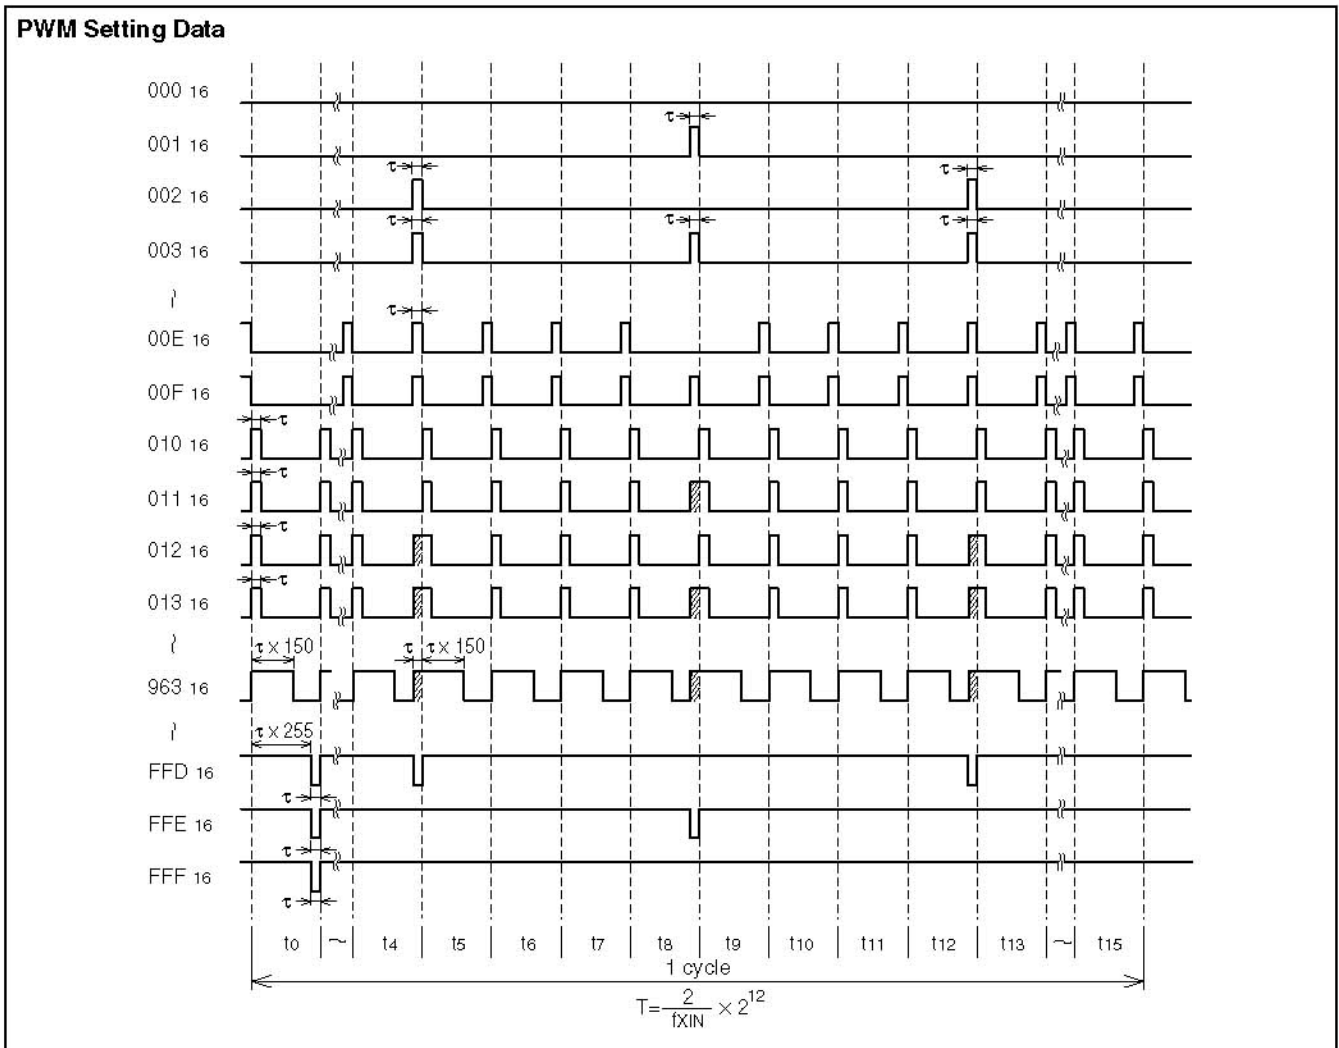 PWM Setting Data
000 16
τ
001 16
τ τ
002 16
τ τ τ
003 16
~
τ
00E 16
00F 16
τ
010 16
τ
011 16
τ
012 16
τ
013 16
~
τ × 150 τ τ × 150
963 16
~
τ × 255
FFD 16
τ
FFE 16
τ
FFF 16
τ
t0 ~ t4 t5 t6 t7 t8 t9 t10 t11 t12 t13 ~ t15
1 cycle
T=2/fXIN × 2^12